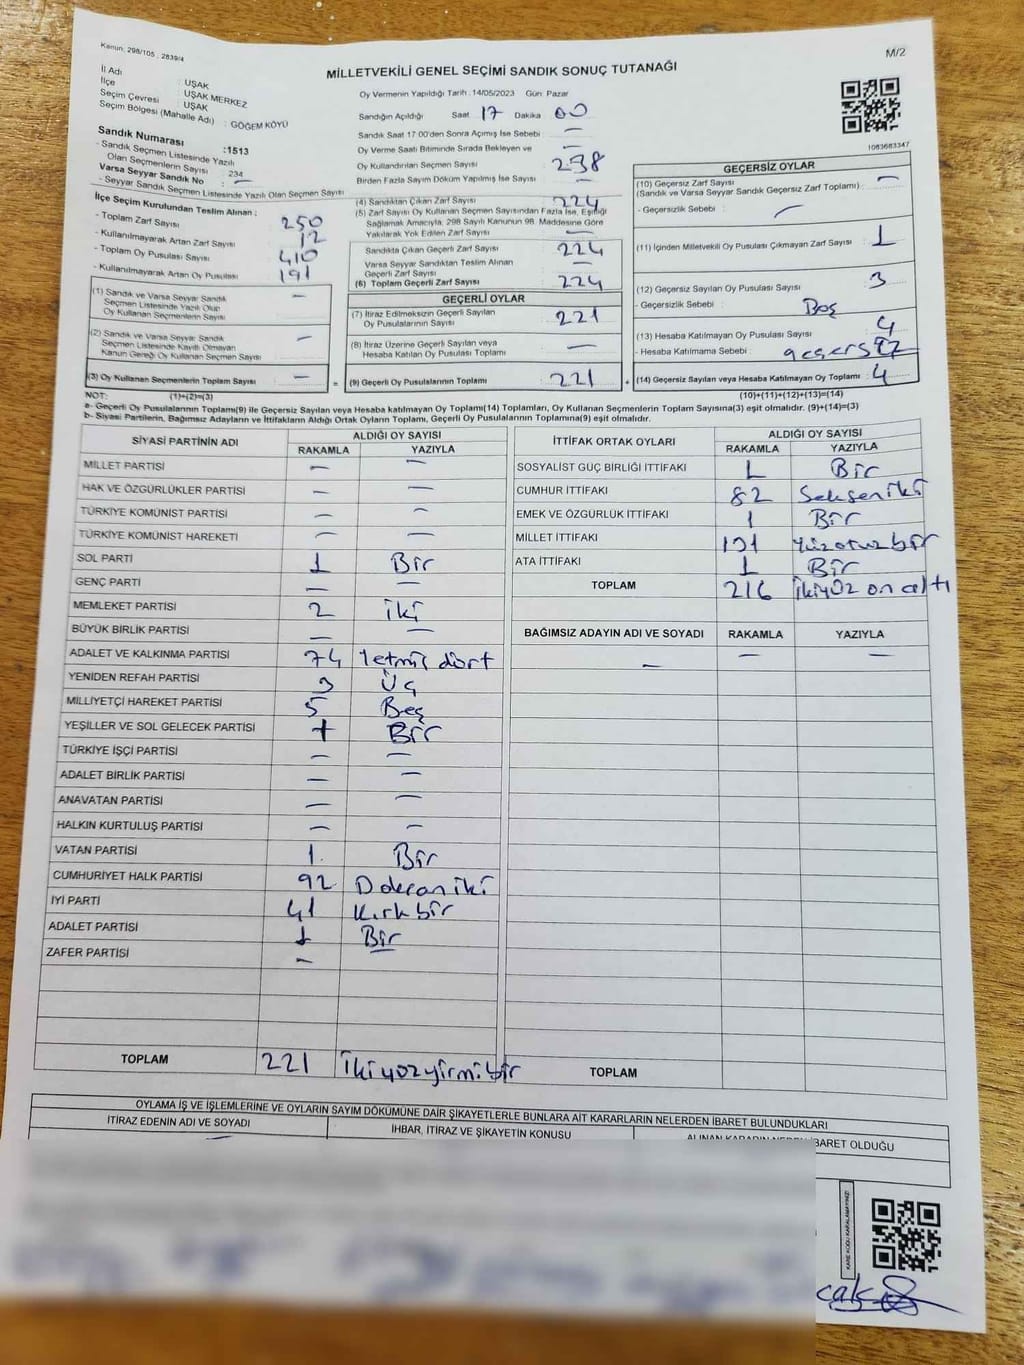 Kanun: 298/105 , 2839/4
M/2
MİLLETVEKİLİ GENEL SEÇİMİ SANDIK SONUÇ TUTANAĞI
İl Adı : UŞAK
İlçe : UŞAK MERKEZ
Seçim Çevresi : UŞAK
Seçim Bölgesi (Mahalle Adı) : GÖĞEM KÖYÜ
Sandık Numarası :1513
- Sandık Seçmen Listesinde Yazılı
Olan Seçmenlerin Sayısı : 234
Varsa Seyyar Sandık No : —
- Seyyar Sandık Seçmen Listesinde Yazılı Olan Seçmen Sayısı
Oy Vermenin Yapıldığı Tarih :14/05/2023 Gün: Pazar
Sandığın Açıldığı Saat : 17 Dakika : 00
Sandık Saat 17:00'den Sonra Açılmış İse Sebebi : —
Oy Verme Saati Bitiminde Sırada Bekleyen ve
Oy Kullandırılan Seçmen Sayısı : 238
Birden Fazla Sayım Döküm Yapılmış İse Sayısı : —
1083683347
İlçe Seçim Kurulundan Teslim Alınan :
- Toplam Zarf Sayısı : 250
- Kullanılmayarak Artan Zarf Sayısı : 12
- Toplam Oy Pusulası Sayısı : 410
- Kullanılmayarak Artan Oy Pusulası : 191
(1) Sandık ve Varsa Seyyar Sandık
Seçmen Listesinde Yazılı Olup
Oy Kullanan Seçmenlerin Sayısı —
(2) Sandık ve Varsa Seyyar Sandık
Seçmen Listesinde Kayıtlı Olmayan
Kanun Gereği Oy Kullanan Seçmen Sayısı —
(3) Oy Kullanan Seçmenlerin Toplam Sayısı — =
(4) Sandıktan Çıkan Zarf Sayısı : 224
(5) Zarf Sayısı Oy Kullanan Seçmen Sayısından Fazla İse, Eşitliği
Sağlamak Amacıyla, 298 Sayılı Kanunun 98. Maddesine Göre
Yakılarak Yok Edilen Zarf Sayısı : —
Sandıkta Çıkan Geçerli Zarf Sayısı : 224
Varsa Seyyar Sandıktan Teslim Alınan
Geçerli Zarf Sayısı : —
(6) Toplam Geçerli Zarf Sayısı : 224
GEÇERLİ OYLAR
(7) İtiraz Edilmeksizin Geçerli Sayılan
Oy Pusulalarının Sayısı : 221
(8) İtiraz Üzerine Geçerli Sayılan veya
Hesaba Katılan Oy Pusulası Toplamı : —
(9) Geçerli Oy Pusulalarının Toplamı : 221 +
GEÇERSİZ OYLAR
(10) Geçersiz Zarf Sayısı : —
(Sandık ve Varsa Seyyar Sandık Geçersiz Zarf Toplamı)
- Geçersizlik Sebebi : —
(11) İçinden Milletvekili Oy Pusulası Çıkmayan Zarf Sayısı : 1
(12) Geçersiz Sayılan Oy Pusulası Sayısı : 3
- Geçersizlik Sebebi : Boş
(13) Hesaba Katılmayan Oy Pusulası Sayısı : 4
- Hesaba Katılmama Sebebi : geçersiz
(14) Geçersiz Sayılan veya Hesaba Katılmayan Oy Toplamı : 4
NOT: (1)+(2)=(3) (10)+(11)+(12)+(13)=(14)
a- Geçerli Oy Pusulalarının Toplamı(9) ile Geçersiz Sayılan veya Hesaba katılmayan Oy Toplamı(14) Toplamları, Oy Kullanan Seçmenlerin Toplam Sayısına(3) eşit olmalıdır. (9)+(14)=(3)
b- Siyasi Partilerin, Bağımsız Adayların ve İttifakların Aldığı Ortak Oyların Toplamı, Geçerli Oy Pusulalarının Toplamına(9) eşit olmalıdır.
SİYASİ PARTİNİN ADI ALDIĞI OY SAYISI
RAKAMLA YAZIYLA
MİLLET PARTİSİ — —
HAK VE ÖZGÜRLÜKLER PARTİSİ — —
TÜRKİYE KOMÜNİST PARTİSİ — —
TÜRKİYE KOMÜNİST HAREKETİ — —
SOL PARTİ 1 Bir
GENÇ PARTİ — —
MEMLEKET PARTİSİ 2 iki
BÜYÜK BİRLİK PARTİSİ — —
ADALET VE KALKINMA PARTİSİ 74 Yetmiş dört
YENİDEN REFAH PARTİSİ 3 Üç
MİLLİYETÇİ HAREKET PARTİSİ 5 Beş
YEŞİLLER VE SOL GELECEK PARTİSİ 1 Bir
TÜRKİYE İŞÇİ PARTİSİ — —
ADALET BİRLİK PARTİSİ — —
ANAVATAN PARTİSİ — —
HALKIN KURTULUŞ PARTİSİ — —
VATAN PARTİSİ 1 Bir
CUMHURİYET HALK PARTİSİ 92 Doksan iki
İYİ PARTİ 41 Kırk bir
ADALET PARTİSİ 1 Bir
ZAFER PARTİSİ —
TOPLAM 221 İkiyüzyirmibir
İTTİFAK ORTAK OYLARI ALDIĞI OY SAYISI
RAKAMLA YAZIYLA
SOSYALİST GÜÇ BİRLİĞİ İTTİFAKI 1 Bir
CUMHUR İTTİFAKI 82 Seksen iki
EMEK VE ÖZGÜRLÜK İTTİFAKI 1 Bir
MİLLET İTTİFAKI 131 Yüzotuzbir
ATA İTTİFAKI 1 Bir
TOPLAM 216 İkiyüz on altı
BAĞIMSIZ ADAYIN ADI VE SOYADI RAKAMLA YAZIYLA
— — —
TOPLAM
OYLAMA İŞ VE İŞLEMLERİNE VE OYLARIN SAYIM DÖKÜMÜNE DAİR ŞİKAYETLERLE BUNLARA AİT KARARLARIN NELERDEN İBARET BULUNDUKLARI
İTİRAZ EDENİN ADI VE SOYADI İHBAR, İTİRAZ VE ŞİKAYETİN KONUSU ALINAN KARARIN NEDEN İBARET OLDUĞU
KARE KODU KARALAMAYINIZ!